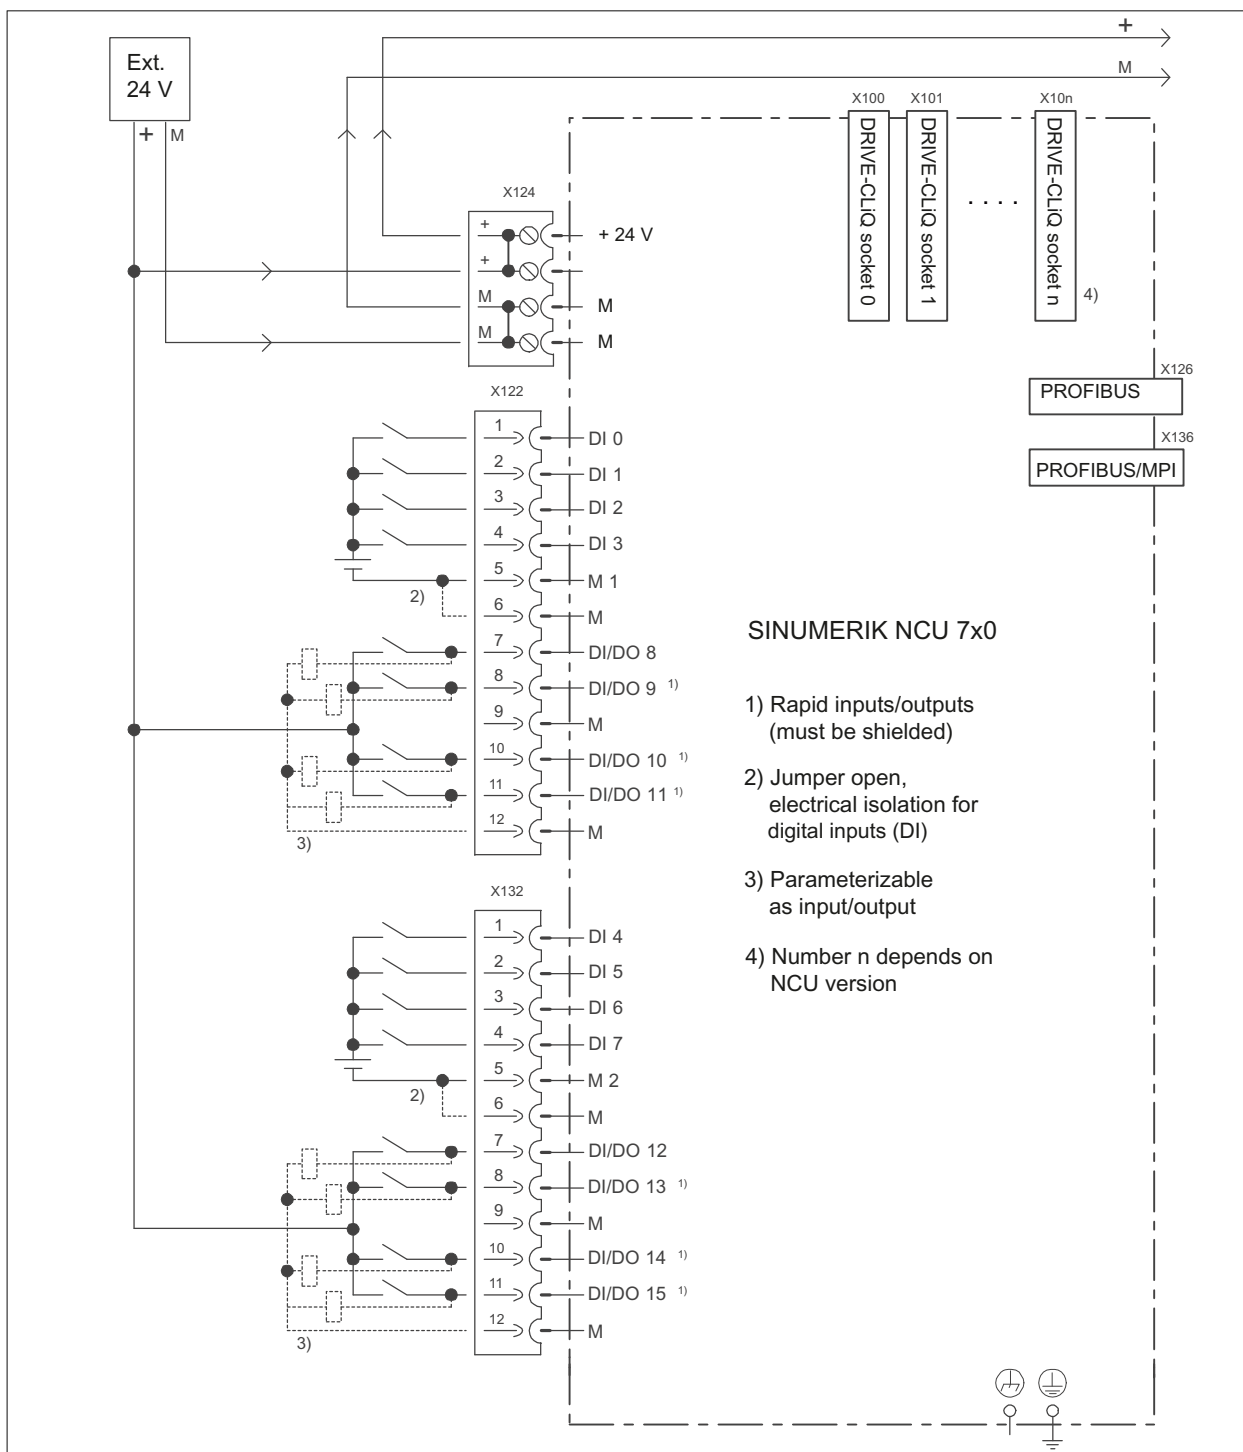 +
M
Ext.
24 V
+ M
X100 X101 X10n
DRIVE-CLiQ socket 0
DRIVE-CLiQ socket 1
. . . .
DRIVE-CLiQ socket n
4)
X124
+ + 24 V
+
M M
M M
X126
PROFIBUS
X136
PROFIBUS/MPI
X122
1 DI 0
2 DI 1
3 DI 2
4 DI 3
5 M 1
2)
6 M
7 DI/DO 8
8 DI/DO 9 1)
9 M
10 DI/DO 10 1)
11 DI/DO 11 1)
12 M
3)
SINUMERIK NCU 7x0
1) Rapid inputs/outputs
(must be shielded)
2) Jumper open,
electrical isolation for
digital inputs (DI)
3) Parameterizable
as input/output
4) Number n depends on
NCU version
X132
1 DI 4
2 DI 5
3 DI 6
4 DI 7
5 M 2
2)
6 M
7 DI/DO 12
8 DI/DO 13 1)
9 M
10 DI/DO 14 1)
11 DI/DO 15 1)
12 M
3)